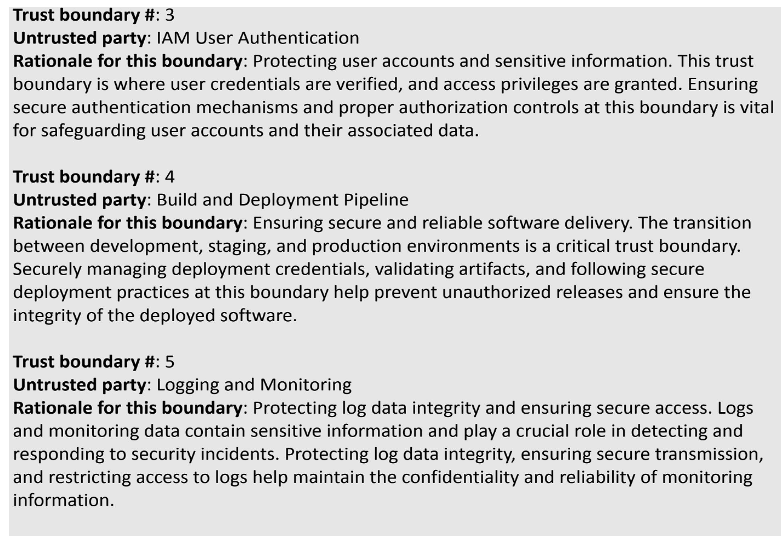 Trust boundary #: 3
Untrusted party: IAM User Authentication
Rationale for this boundary: Protecting user accounts and sensitive information. This trust
boundary is where user credentials are verified, and access privileges are granted. Ensuring
secure authentication mechanisms and proper authorization controls at this boundary is vital
for safeguarding user accounts and their associated data.
Trust boundary #: 4
Untrusted party: Build and Deployment Pipeline
Rationale for this boundary: Ensuring secure and reliable software delivery. The transition
between development, staging, and production environments is a critical trust boundary.
Securely managing deployment credentials, validating artifacts, and following secure
deployment practices at this boundary help prevent unauthorized releases and ensure the
integrity of the deployed software.
Trust boundary #: 5
Untrusted party: Logging and Monitoring
Rationale for this boundary: Protecting log data integrity and ensuring secure access. Logs
and monitoring data contain sensitive information and play a crucial role in detecting and
responding to security incidents. Protecting log data integrity, ensuring secure transmission,
and restricting access to logs help maintain the confidentiality and reliability of monitoring
information.